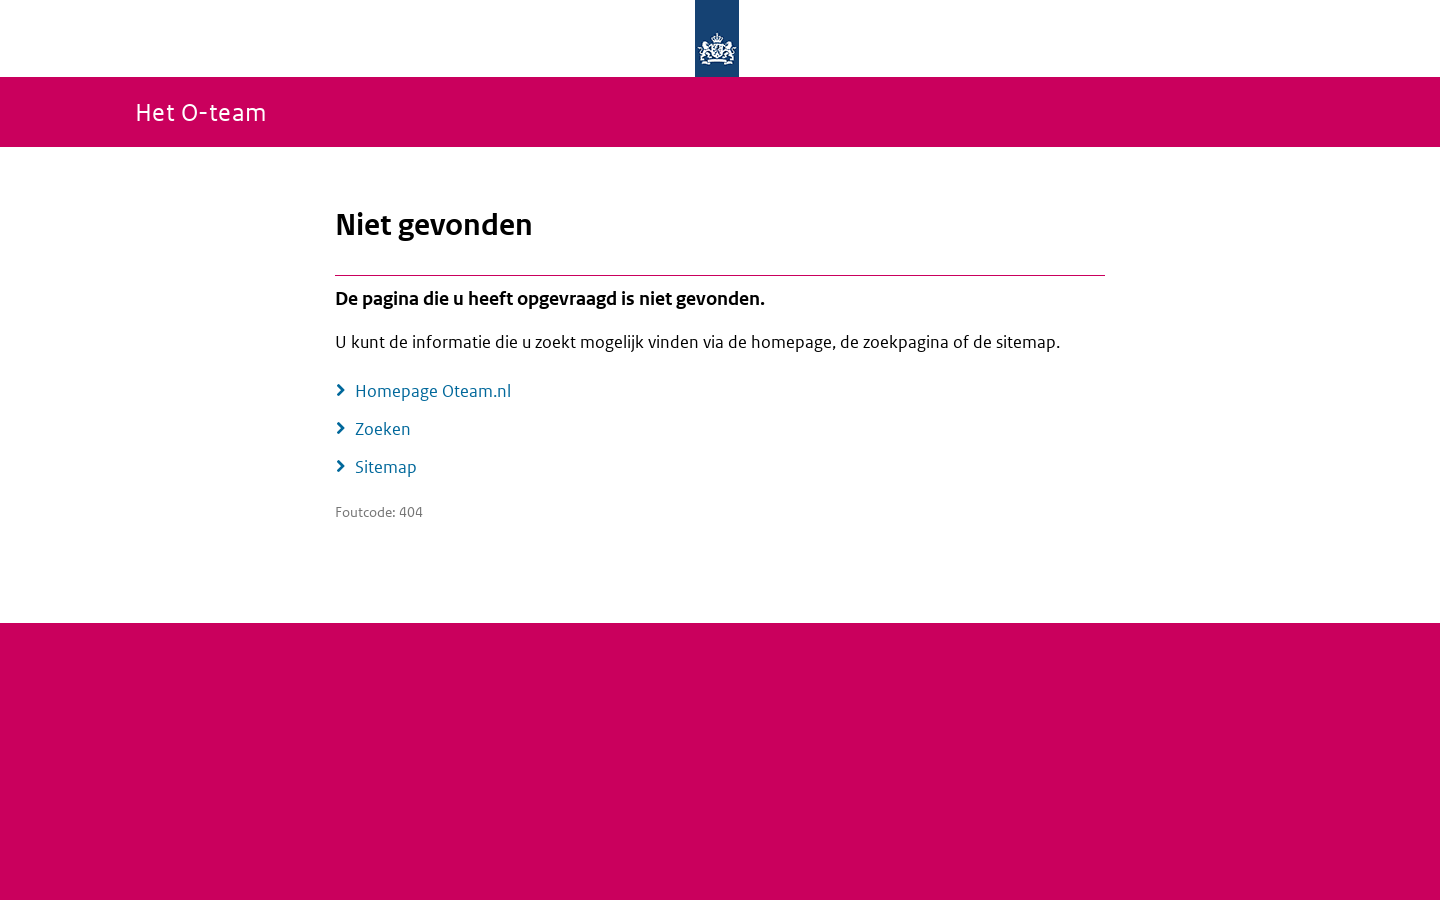 Het O-team
Niet gevonden
De pagina die u heeft opgevraagd is niet gevonden.
U kunt de informatie die u zoekt mogelijk vinden via de homepage, de zoekpagina of de sitemap.
Homepage Oteam.nl
Zoeken
Sitemap
Foutcode: 404